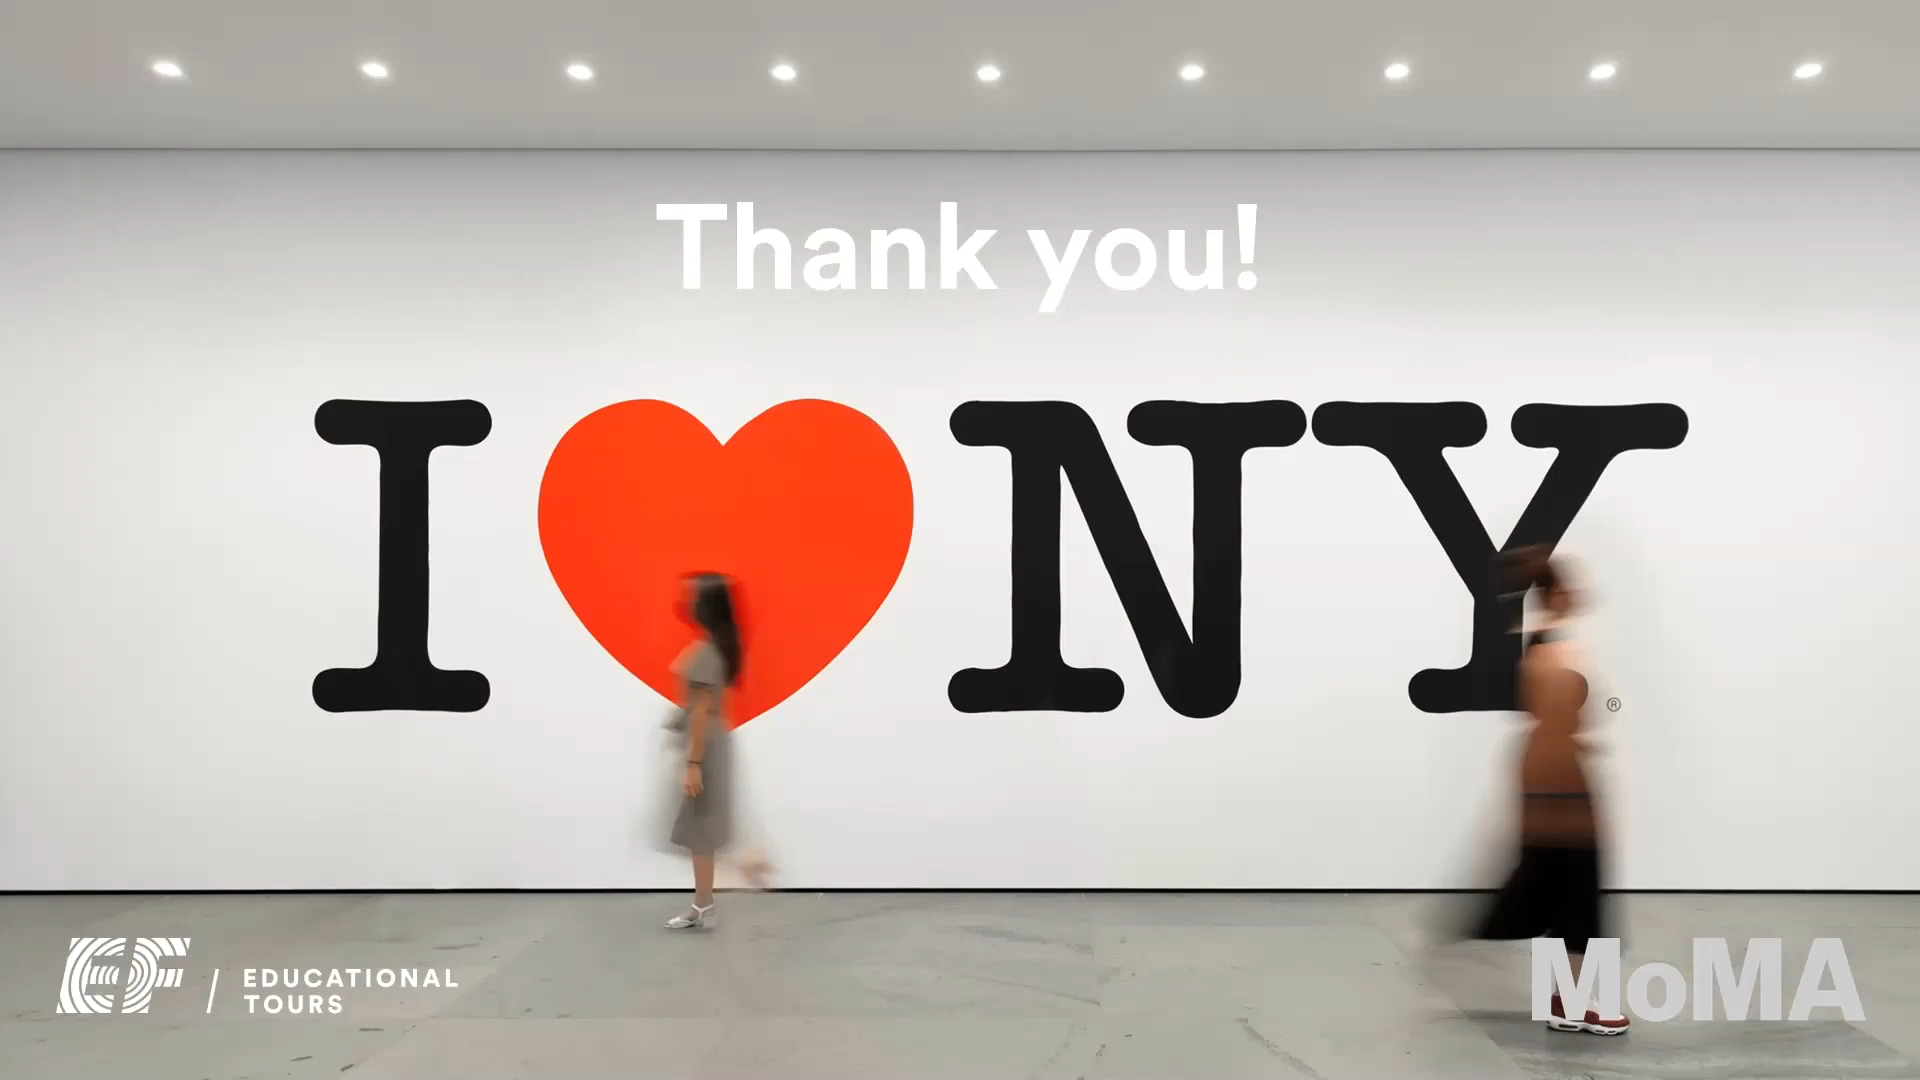 Thank you!
I ♥ NY
®
EF / EDUCATIONAL
TOURS
MoMA